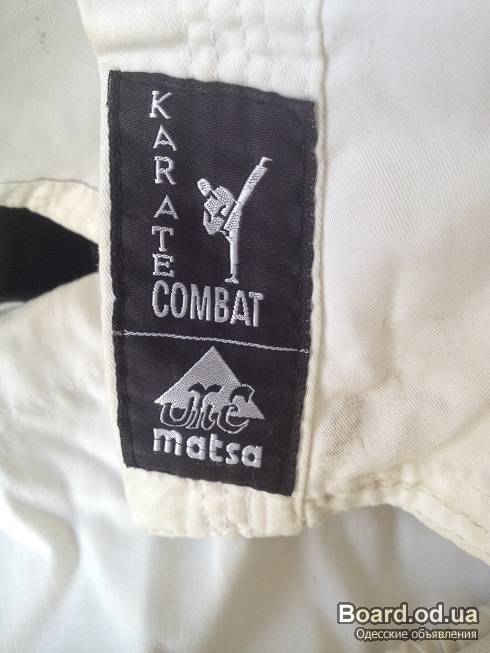 KARATE
COMBAT
matsa
Board.od.ua
Одесские объявления